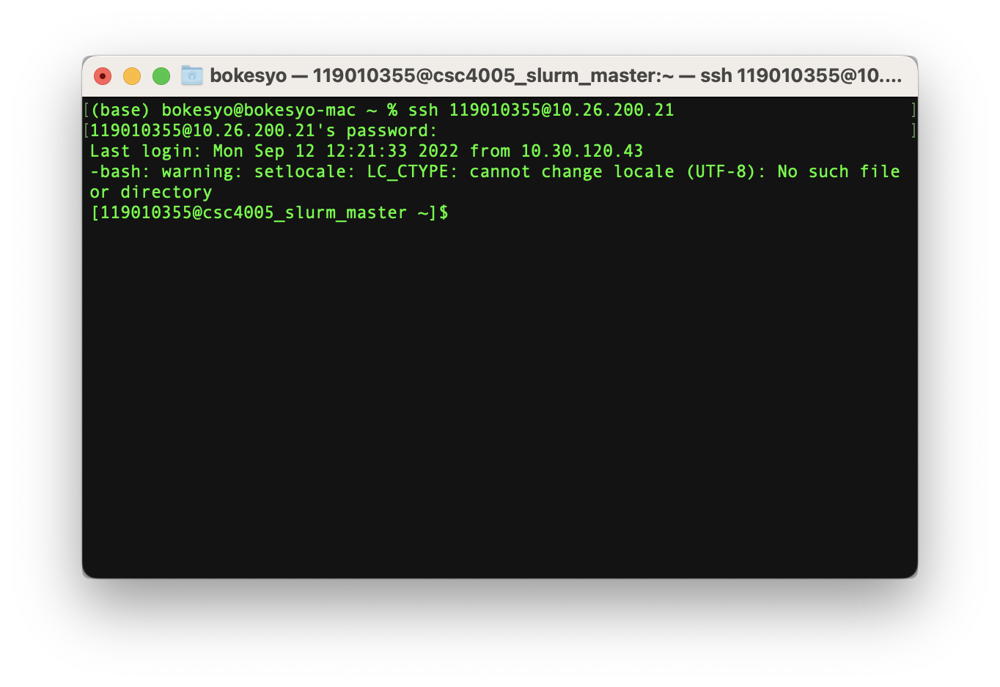 bokesyo — 119010355@csc4005_slurm_master:~ — ssh 119010355@10....
[(base) bokesyo@bokesyo-mac ~ % ssh 119010355@10.26.200.21 ]
[119010355@10.26.200.21's password: ]
Last login: Mon Sep 12 12:21:33 2022 from 10.30.120.43
-bash: warning: setlocale: LC_CTYPE: cannot change locale (UTF-8): No such file
or directory
[119010355@csc4005_slurm_master ~]$